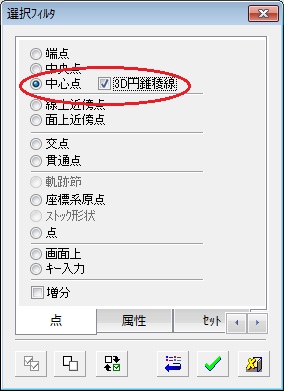 選択フィルタ
端点
中央点
中心点 3D円錐稜線
線上近傍点
面上近傍点
交点
貫通点
軌跡節
座標系原点
ストック形状
点
画面上
キー入力
増分
点 属性 セット